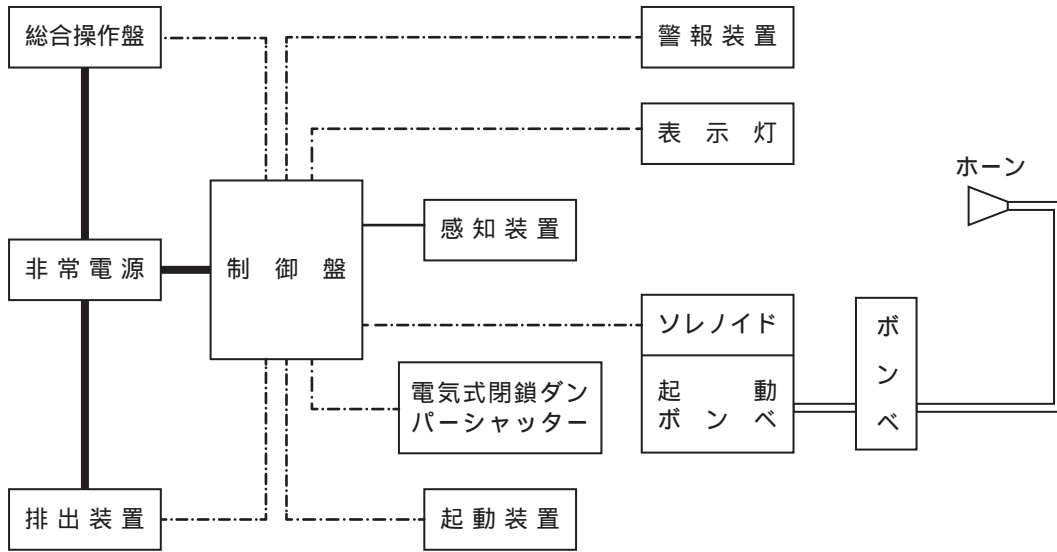 総合操作盤
警報装置
表示灯
ホーン
感知装置
非常電源
制御盤
ソレノイド
ボンベ
起動
ボンベ
電気式閉鎖ダン
パーシャッター
排出装置
起動装置